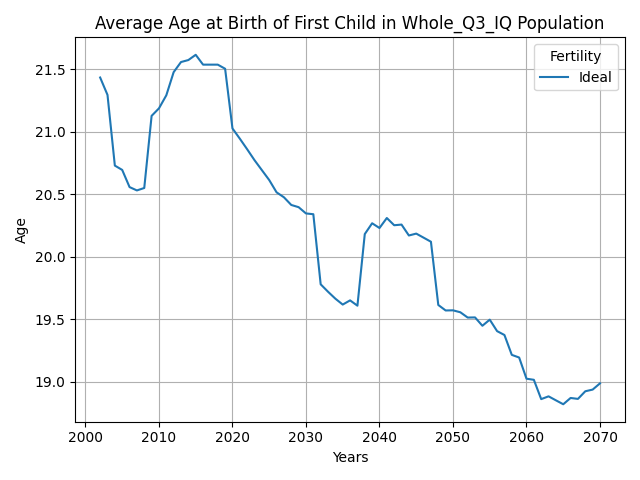 Average Age at Birth of First Child in Whole_Q3_IQ Population
Fertility
Ideal
Age
21.5
21.0
20.5
20.0
19.5
19.0
2000 2010 2020 2030 2040 2050 2060 2070
Years